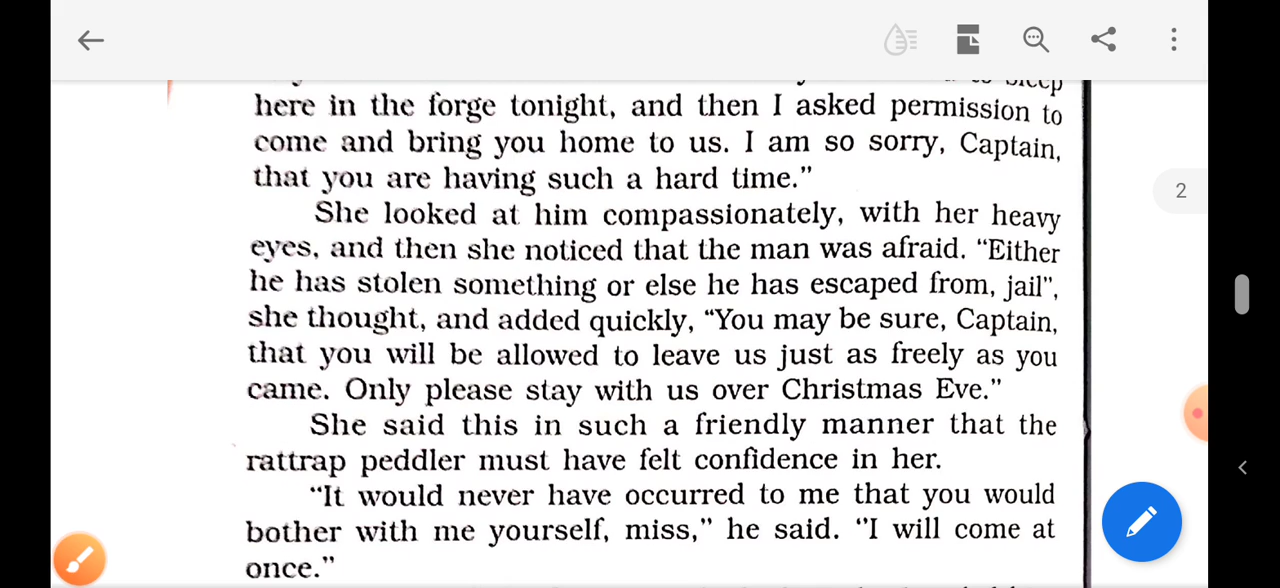 to sleep
here in the forge tonight, and then I asked permission to
come and bring you home to us. I am so sorry, Captain,
that you are having such a hard time.”
She looked at him compassionately, with her heavy
eyes, and then she noticed that the man was afraid. “Either
he has stolen something or else he has escaped from, jail”,
she thought, and added quickly, “You may be sure, Captain,
that you will be allowed to leave us just as freely as you
came. Only please stay with us over Christmas Eve.”
She said this in such a friendly manner that the
rattrap peddler must have felt confidence in her.
“It would never have occurred to me that you would
bother with me yourself, miss,” he said. ‘‘I will come at
once.”
2